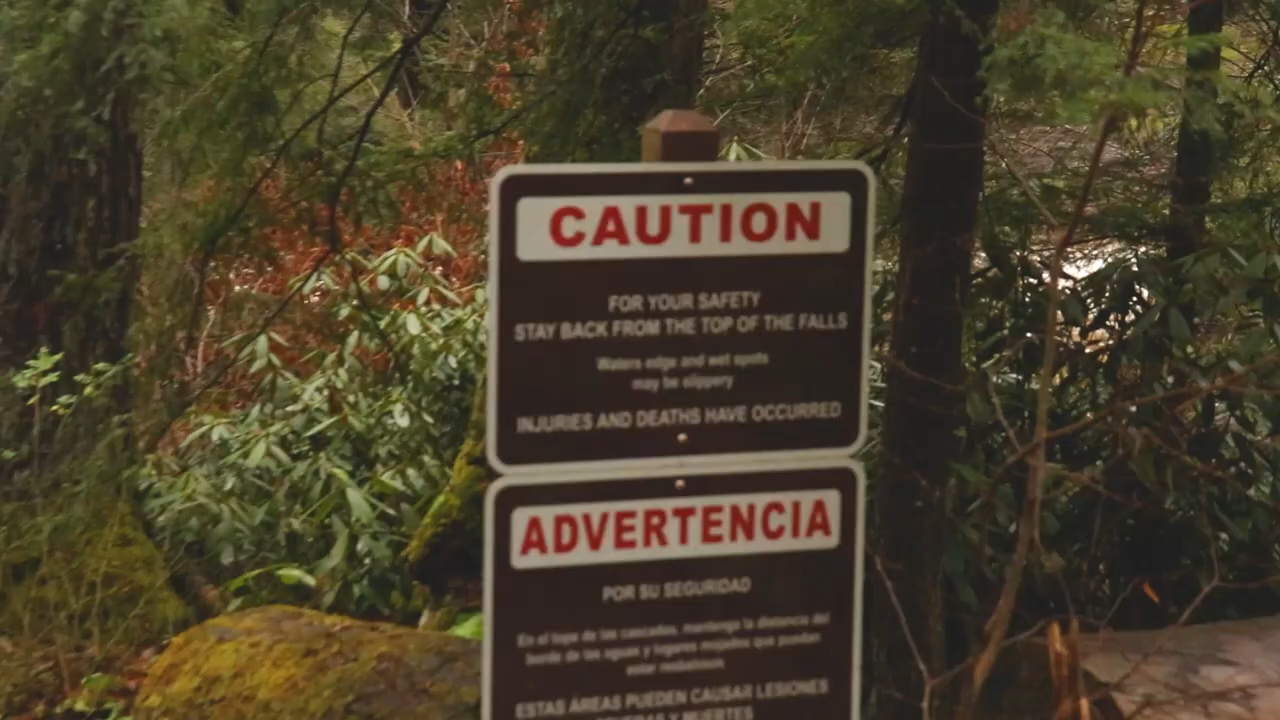 CAUTION
FOR YOUR SAFETY
STAY BACK FROM THE TOP OF THE FALLS
Waters edge and wet spots
may be slippery
INJURIES AND DEATHS HAVE OCCURRED
ADVERTENCIA
POR SU SEGURIDAD
En el tope de las cascadas, mantenga la distancia del
borde de las aguas y lugares mojados que puedan
estar resbalosos
ESTAS ÁREAS PUEDEN CAUSAR LESIONES
Y MUERTES